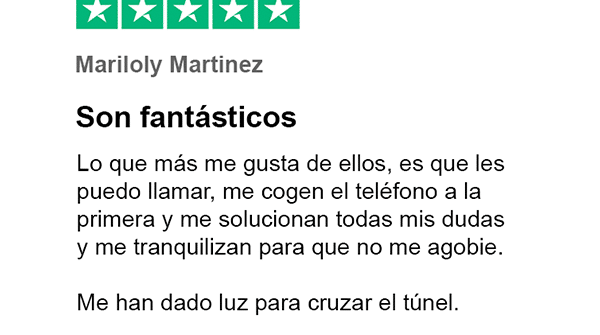 Mariloly Martinez
Son fantásticos
Lo que más me gusta de ellos, es que les
puedo llamar, me cogen el teléfono a la
primera y me solucionan todas mis dudas
y me tranquilizan para que no me agobie.
Me han dado luz para cruzar el túnel.